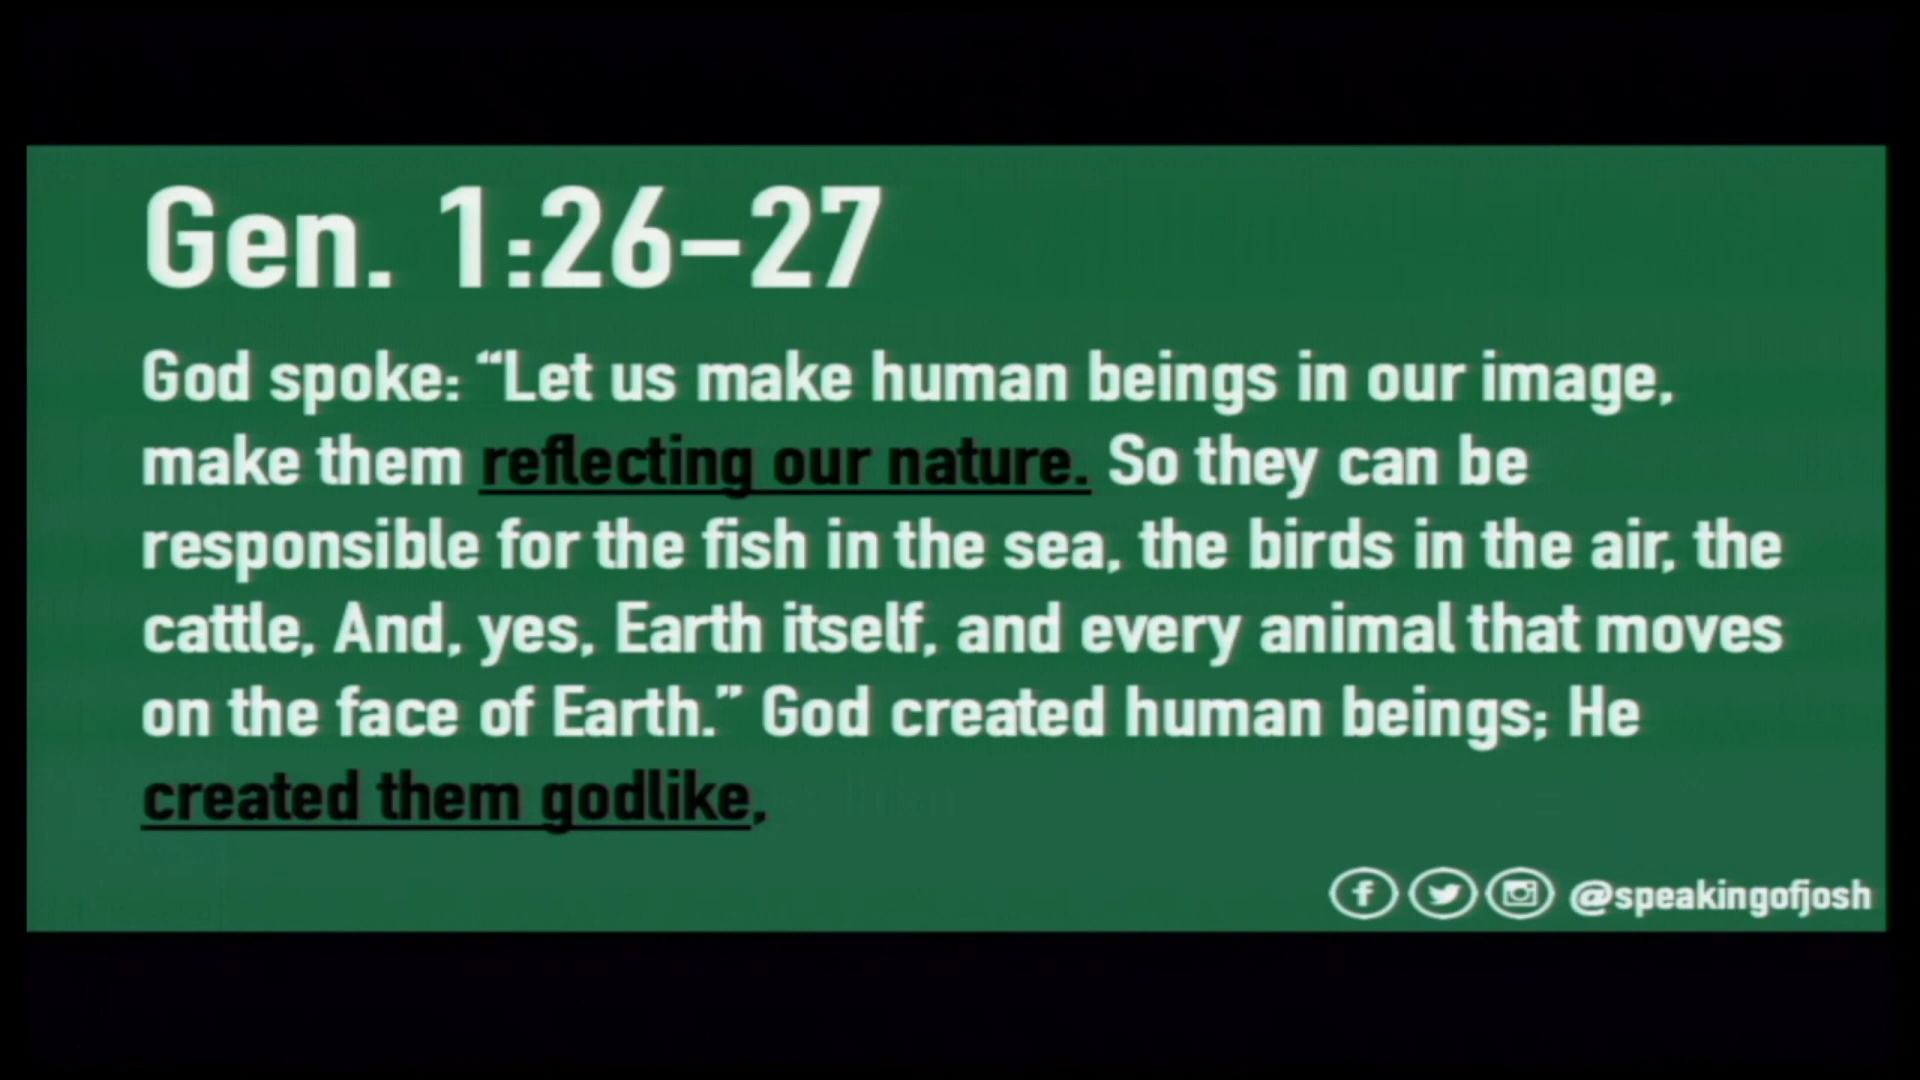 Gen. 1:26–27
God spoke: “Let us make human beings in our image,
make them reflecting our nature. So they can be
responsible for the fish in the sea, the birds in the air, the
cattle, And, yes, Earth itself, and every animal that moves
on the face of Earth.” God created human beings; He
created them godlike,
@speakingofjosh